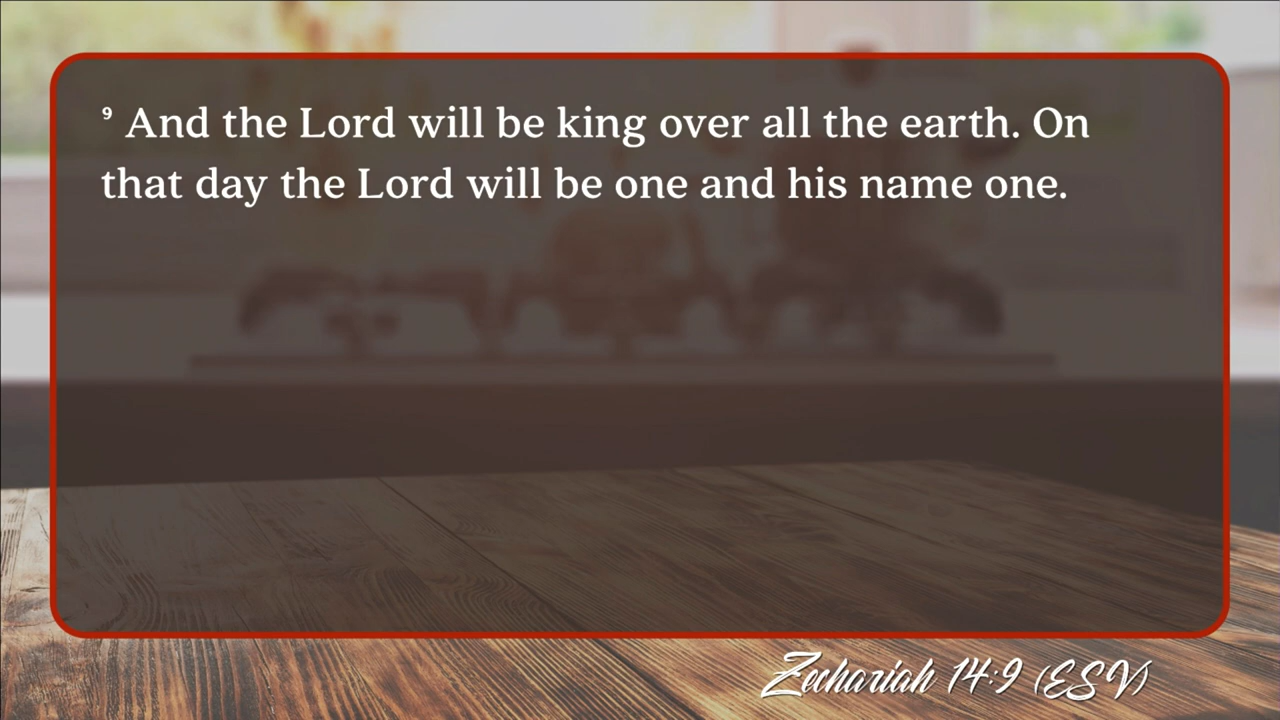 ⁹ And the Lord will be king over all the earth. On
that day the Lord will be one and his name one.
Zechariah 14:9 (ESV)